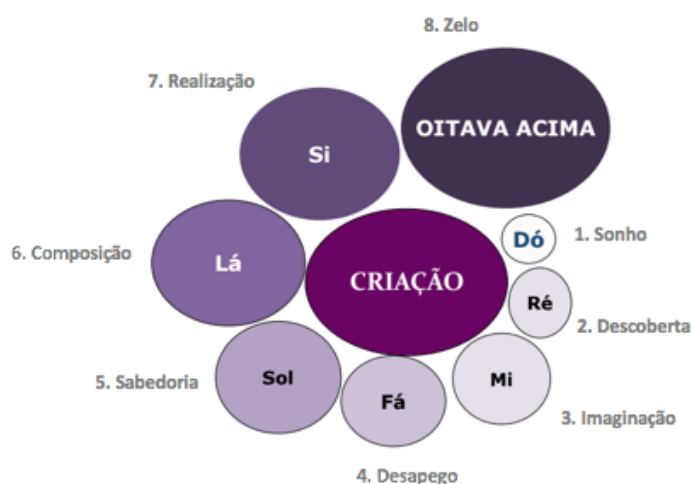 8. Zelo
7. Realização
OITAVA ACIMA
Si
Dó
1. Sonho
6. Composição
Lá
CRIAÇÃO
Ré
2. Descoberta
5. Sabedoria
Sol
Fá
Mi
3. Imaginação
4. Desapego